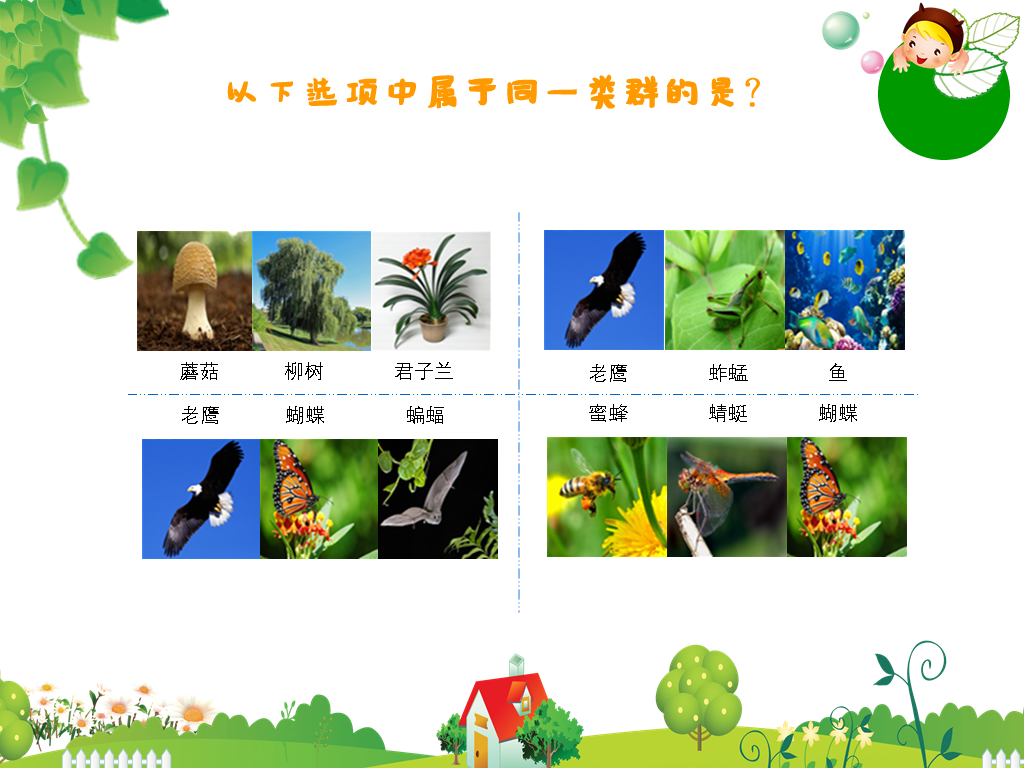 以下选项中属于同一类群的是？
蘑菇 柳树 君子兰
老鹰 蚱蜢 鱼
老鹰 蝴蝶 蝙蝠
蜜蜂 蜻蜓 蝴蝶